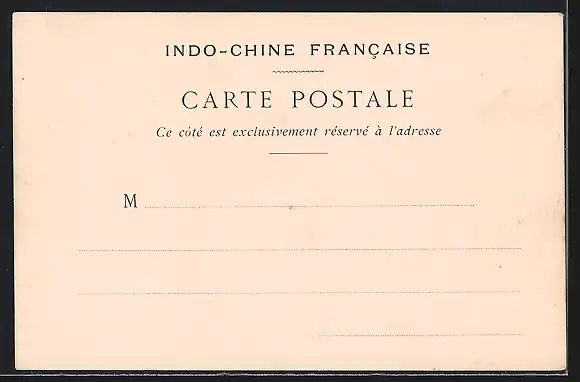 INDO-CHINE FRANÇAISE
CARTE POSTALE
Ce côté est exclusivement réservé à l'adresse
M